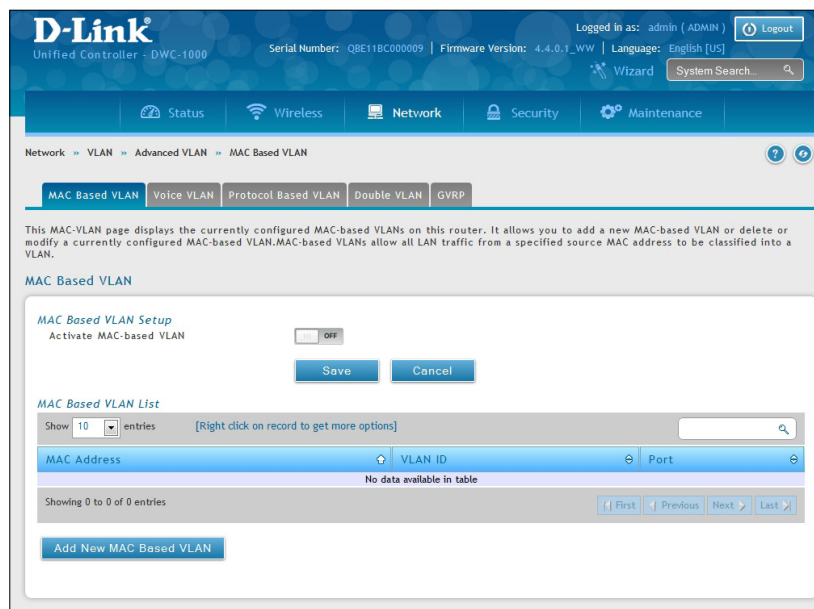 D-Link
Unified Controller - DWC-1000
Logged in as: admin ( ADMIN ) Logout
Serial Number: QBE11BC000009 | Firmware Version: 4.4.0.1_WW | Language: English [US]
Wizard System Search...
Status Wireless Network Security Maintenance
Network » VLAN » Advanced VLAN » MAC Based VLAN ?
MAC Based VLAN Voice VLAN Protocol Based VLAN Double VLAN GVRP
This MAC-VLAN page displays the currently configured MAC-based VLANs on this router. It allows you to add a new MAC-based VLAN or delete or
modify a currently configured MAC-based VLAN.MAC-based VLANs allow all LAN traffic from a specified source MAC address to be classified into a
VLAN.
MAC Based VLAN
MAC Based VLAN Setup
Activate MAC-based VLAN OFF
Save Cancel
MAC Based VLAN List
Show 10 entries [Right click on record to get more options]
MAC Address VLAN ID Port
No data available in table
Showing 0 to 0 of 0 entries First Previous Next Last
Add New MAC Based VLAN